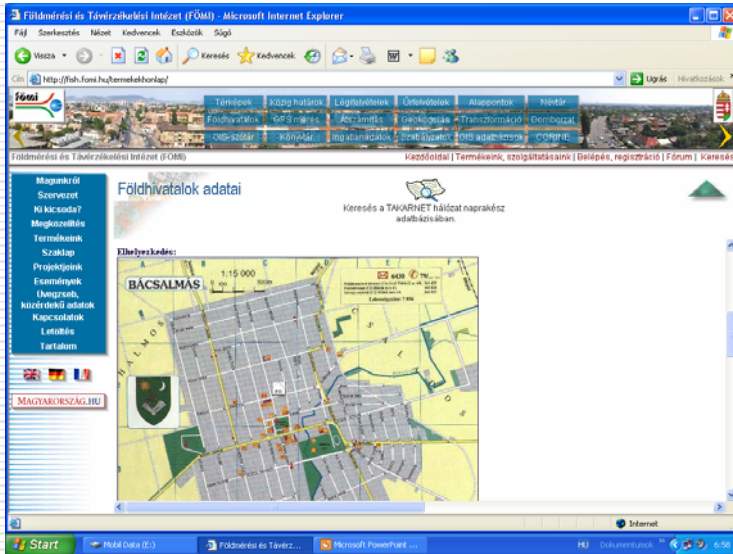 Földmérési és Távérzékelési Intézet (FÖMI) - Microsoft Internet Explorer
Fájl Szerkesztés Nézet Kedvencek Eszközök Súgó
Vissza Keresés Kedvencek
Cím http://fish.fomi.hu/termekekhonlap/ Ugrás Hivatkozások
fömi
Térképek Közig határok Légifelvételek Űrfelvételek Alappontok Névtár
Földhivatalok GPS mérés Átszámítás Geokódolás Transzformáció Domborzat
OIS-szótár Könyvtár Ingatlanadatok Szabályzatok OIS adatbázisok CORINE
Földmérési és Távérzékelési Intézet (FÖMI) Kezdőoldal | Termékeink, szolgáltatásaink | Belépés, regisztráció | Fórum | Keresés
Magunkról
Szervezet
Ki kicsoda?
Megközelítés
Termékeink
Szaklap
Projektjeink
Események
Üvegzseb,
közérdekű adatok
Kapcsolatok
Letöltés
Tartalom
MAGYARORSZÁG.HU
Földhivatalok adatai
Keresés a TAKARNET hálózat naprakész
adatbázisában.
Elhelyezkedés:
A B C D E F
1:15 000
BÁCSALMÁS
6430
Internet
Start Mobil Data (E:) Földmérési és Távérz... Microsoft PowerPoint ... HU Dokumentumok 6:58